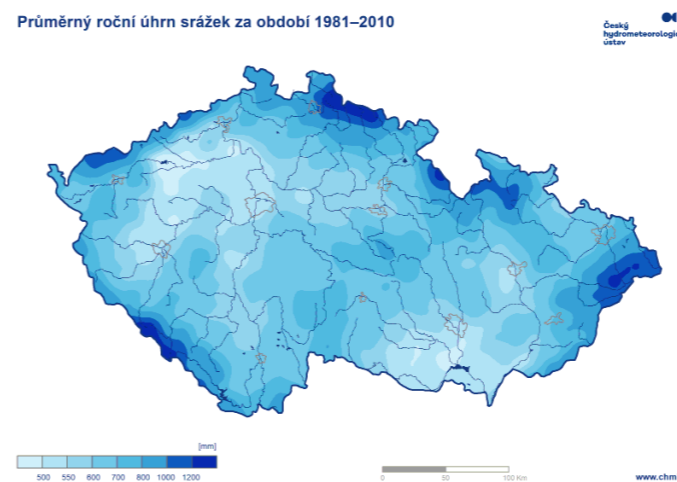 Průměrný roční úhrn srážek za období 1981–2010
Český
hydrometeorologic
ústav
[mm]
500 550 600 700 800 1000 1200
0 50 100 Km
www.chm